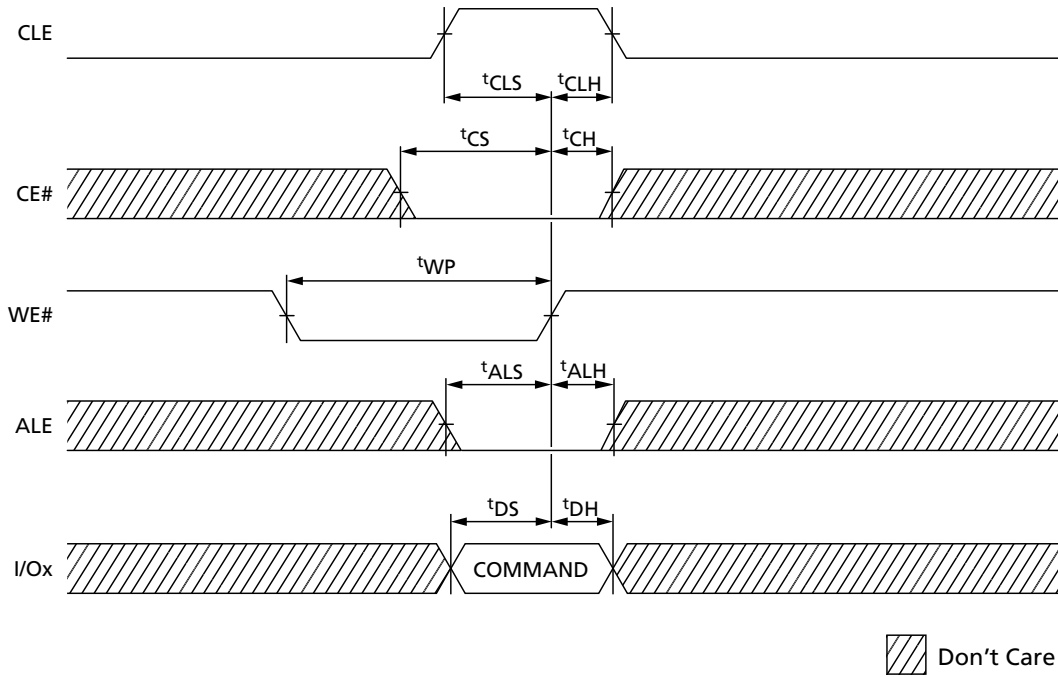 CLE
tCLS tCLH
tCS tCH
CE#
tWP
WE#
tALS tALH
ALE
tDS tDH
I/Ox COMMAND
Don't Care